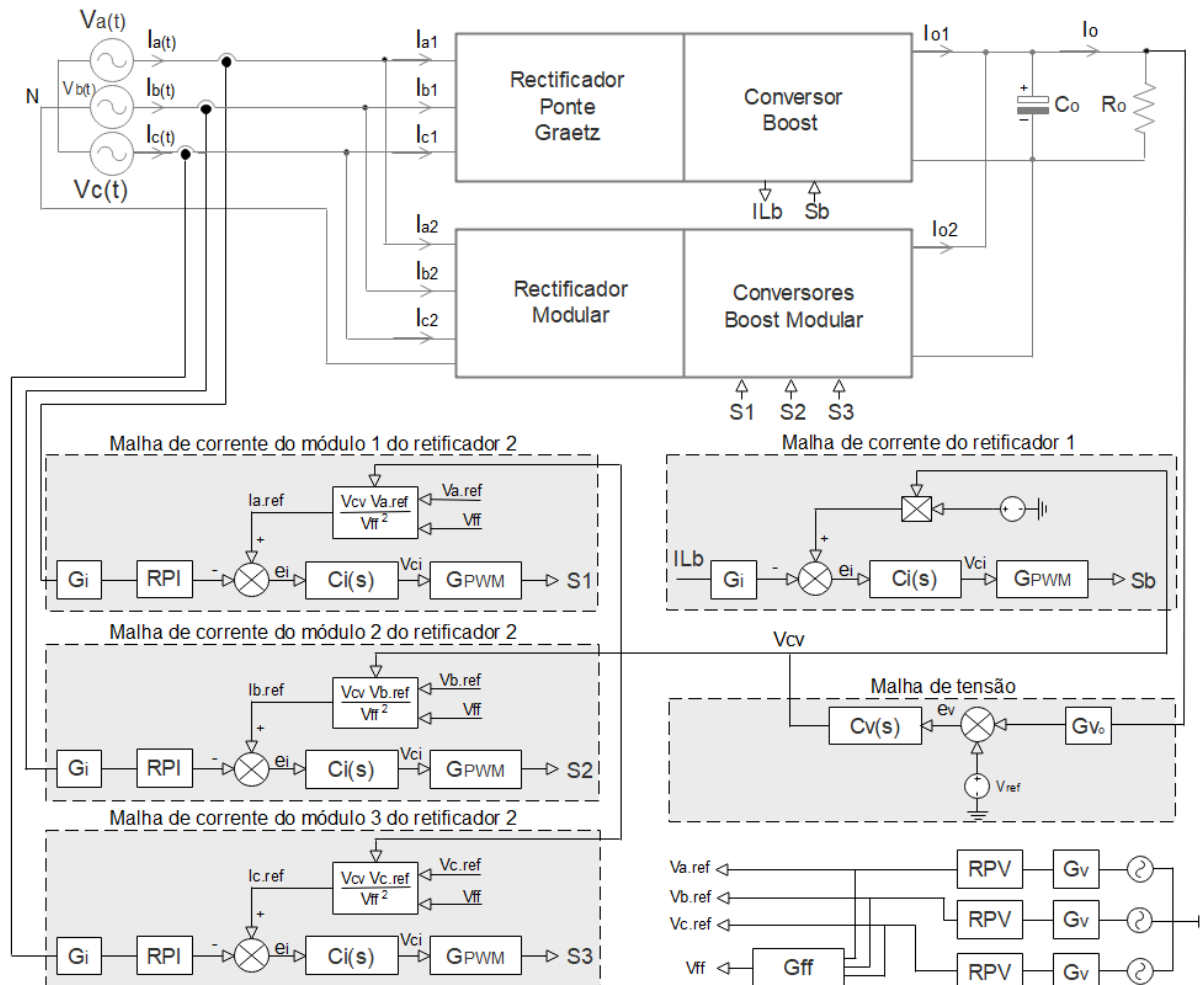 Va(t)
Ia(t)
Ia1
Io1
Io
N
Vb(t)
Ib(t)
Ib1
Rectificador
Ponte
Graetz
Conversor
Boost
+
−
Co
Ro
Ic(t)
Ic1
Vc(t)
ILb
Sb
Ia2
Io2
Ib2
Rectificador
Modular
Conversores
Boost Modular
Ic2
S1 S2 S3
Malha de corrente do módulo 1 do retificador 2
Ia.ref
Vcv Va.ref
Vff ²
Va.ref
Vff
+
Gi
RPI
-
ei
Ci(s)
Vci
GPWM
S1
Malha de corrente do retificador 1
+ -
+
ILb
Gi
-
ei
Ci(s)
Vci
GPWM
Sb
Malha de corrente do módulo 2 do retificador 2
Ib.ref
Vcv Vb.ref
Vff ²
Vb.ref
Vff
+
Gi
RPI
-
ei
Ci(s)
Vci
GPWM
S2
Vcv
Malha de tensão
Cv(s)
ev
Gvo
+
-
Vref
Malha de corrente do módulo 3 do retificador 2
Ic.ref
Vcv Vc.ref
Vff ²
Vc.ref
Vff
+
Gi
RPI
-
ei
Ci(s)
Vci
GPWM
S3
Va.ref
RPV
Gv
Vb.ref
RPV
Gv
Vc.ref
Vff
Gff
RPV
Gv